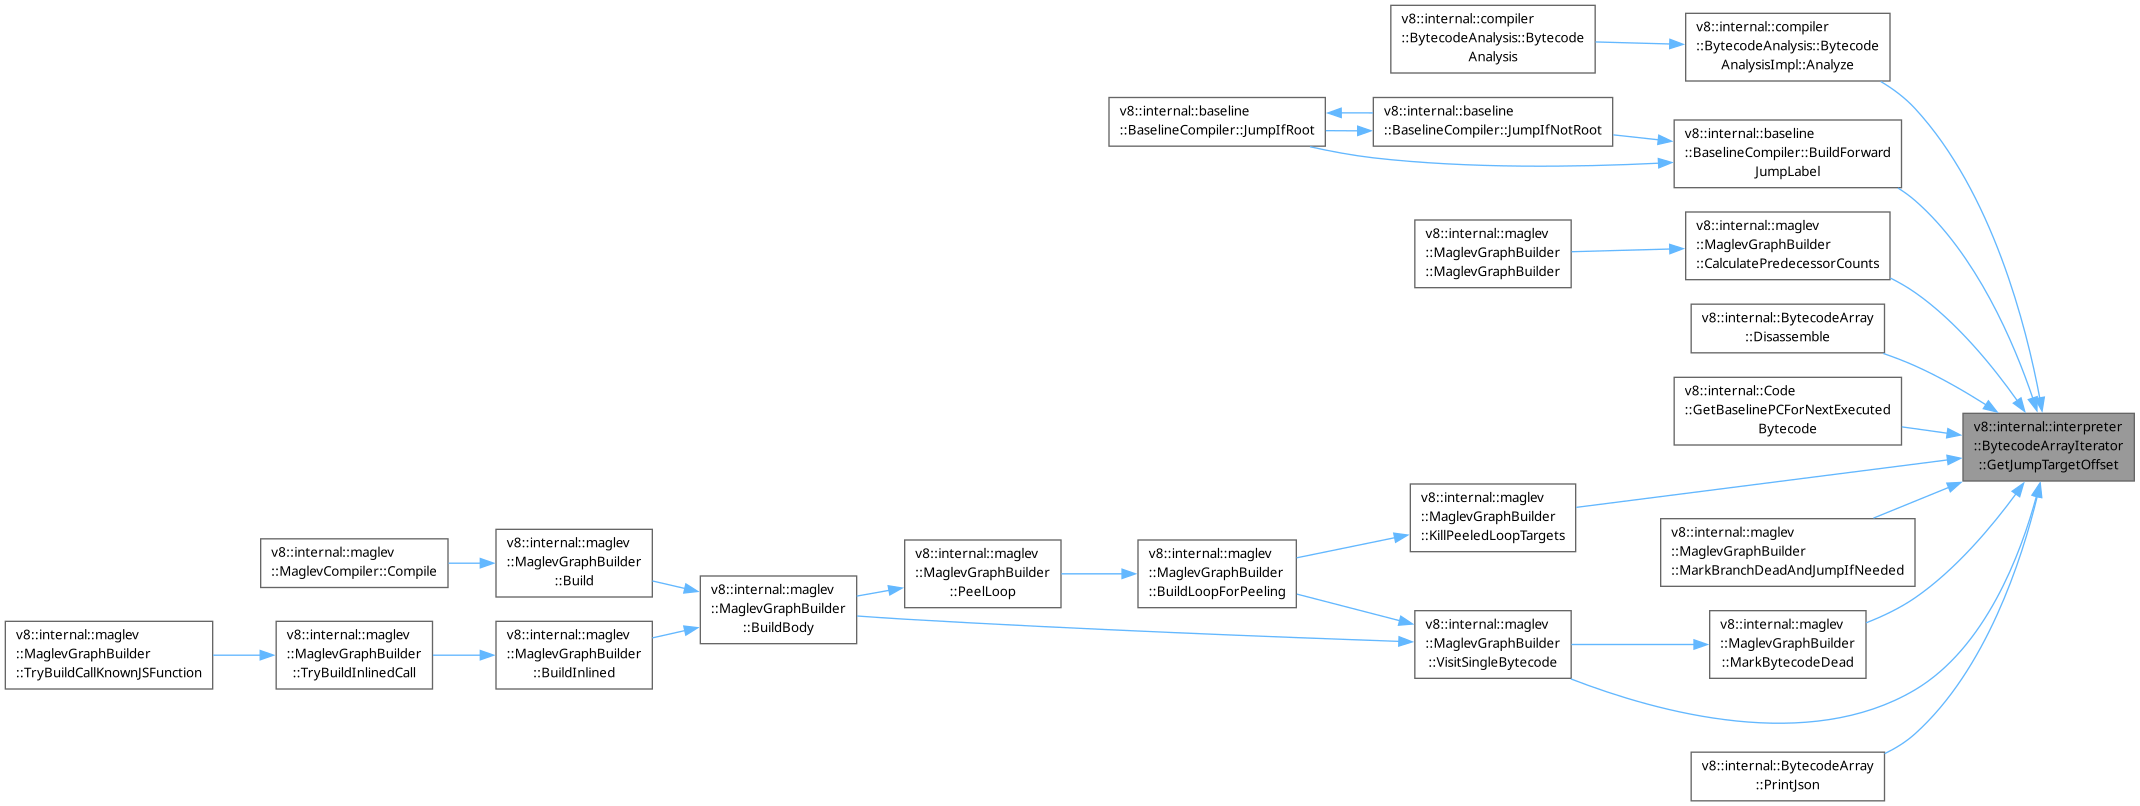 v8::internal::compiler
::BytecodeAnalysis::Bytecode
Analysis
v8::internal::compiler
::BytecodeAnalysis::Bytecode
AnalysisImpl::Analyze
v8::internal::baseline
::BaselineCompiler::JumpIfRoot
v8::internal::baseline
::BaselineCompiler::JumpIfNotRoot
v8::internal::baseline
::BaselineCompiler::BuildForward
JumpLabel
v8::internal::maglev
::MaglevGraphBuilder
::MaglevGraphBuilder
v8::internal::maglev
::MaglevGraphBuilder
::CalculatePredecessorCounts
v8::internal::BytecodeArray
::Disassemble
v8::internal::Code
::GetBaselinePCForNextExecuted
Bytecode
v8::internal::interpreter
::BytecodeArrayIterator
::GetJumpTargetOffset
v8::internal::maglev
::MaglevGraphBuilder
::KillPeeledLoopTargets
v8::internal::maglev
::MaglevGraphBuilder
::MarkBranchDeadAndJumpIfNeeded
v8::internal::maglev
::MaglevCompiler::Compile
v8::internal::maglev
::MaglevGraphBuilder
::Build
v8::internal::maglev
::MaglevGraphBuilder
::BuildBody
v8::internal::maglev
::MaglevGraphBuilder
::PeelLoop
v8::internal::maglev
::MaglevGraphBuilder
::BuildLoopForPeeling
v8::internal::maglev
::MaglevGraphBuilder
::TryBuildCallKnownJSFunction
v8::internal::maglev
::MaglevGraphBuilder
::TryBuildInlinedCall
v8::internal::maglev
::MaglevGraphBuilder
::BuildInlined
v8::internal::maglev
::MaglevGraphBuilder
::VisitSingleBytecode
v8::internal::maglev
::MaglevGraphBuilder
::MarkBytecodeDead
v8::internal::BytecodeArray
::PrintJson